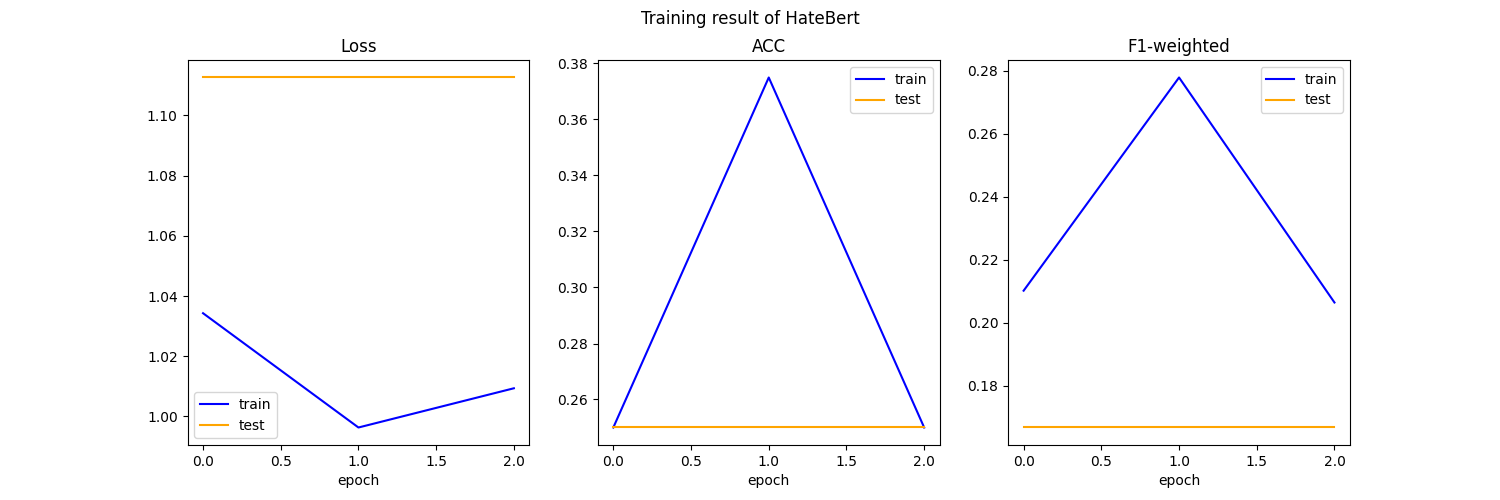 Training result of HateBert
Loss
1.10
1.08
1.06
1.04
1.02
1.00
train
test
0.0 0.5 1.0 1.5 2.0
epoch
ACC
0.38
0.36
0.34
0.32
0.30
0.28
0.26
train
test
0.0 0.5 1.0 1.5 2.0
epoch
F1-weighted
0.28
0.26
0.24
0.22
0.20
0.18
train
test
0.0 0.5 1.0 1.5 2.0
epoch